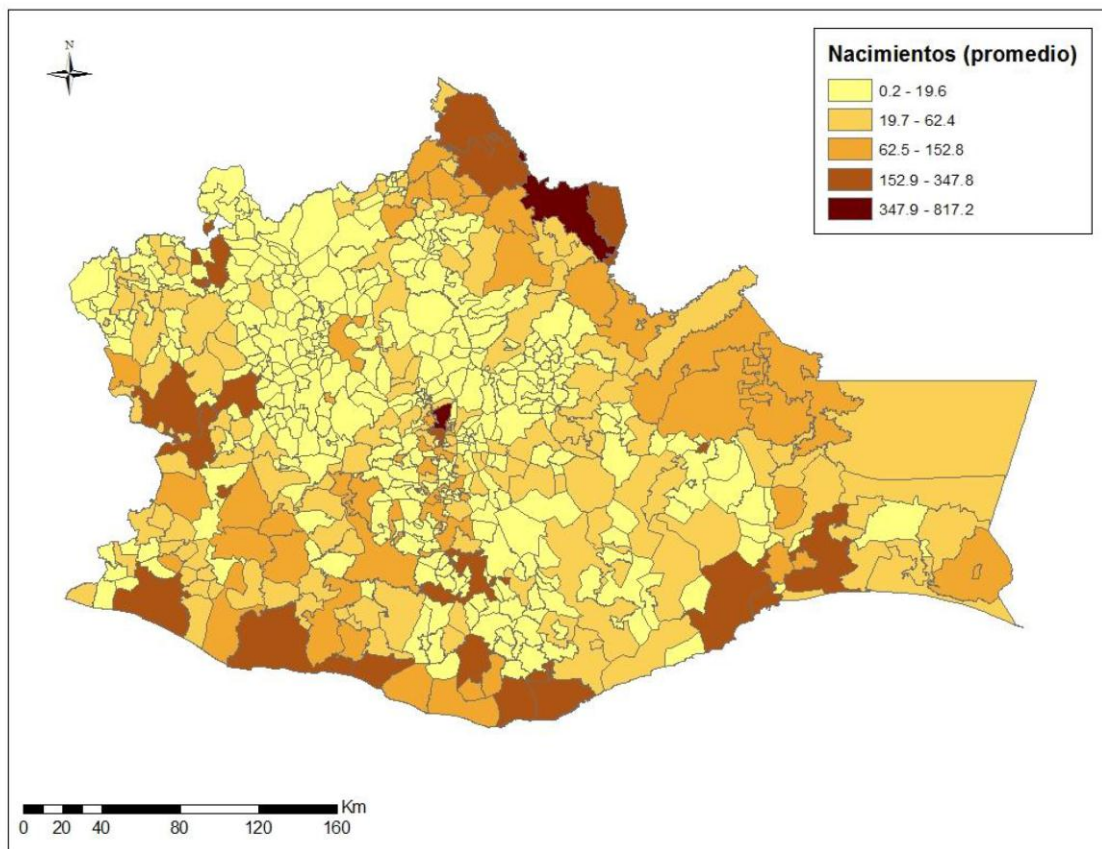 N
Nacimientos (promedio)
0.2 - 19.6
19.7 - 62.4
62.5 - 152.8
152.9 - 347.8
347.9 - 817.2
Km
0 20 40 80 120 160